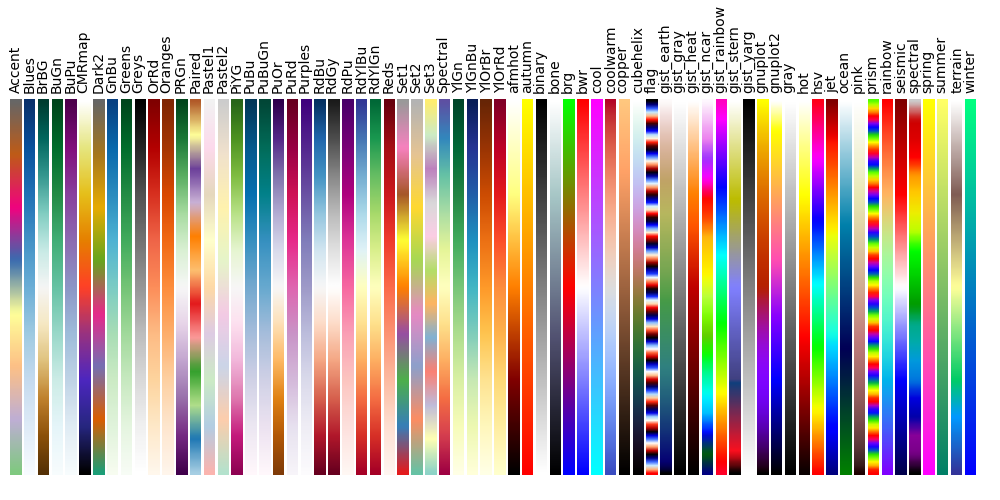 Accent
Blues
BrBG
BuGn
BuPu
CMRmap
Dark2
GnBu
Greens
Greys
OrRd
Oranges
PRGn
Paired
Pastel1
Pastel2
PiYG
PuBu
PuBuGn
PuOr
PuRd
Purples
RdBu
RdGy
RdPu
RdYlBu
RdYlGn
Reds
Set1
Set2
Set3
Spectral
YlGn
YlGnBu
YlOrBr
YlOrRd
afmhot
autumn
binary
bone
brg
bwr
cool
coolwarm
copper
cubehelix
flag
gist_earth
gist_gray
gist_heat
gist_ncar
gist_rainbow
gist_stern
gist_yarg
gnuplot
gnuplot2
gray
hot
hsv
jet
ocean
pink
prism
rainbow
seismic
spectral
spring
summer
terrain
winter